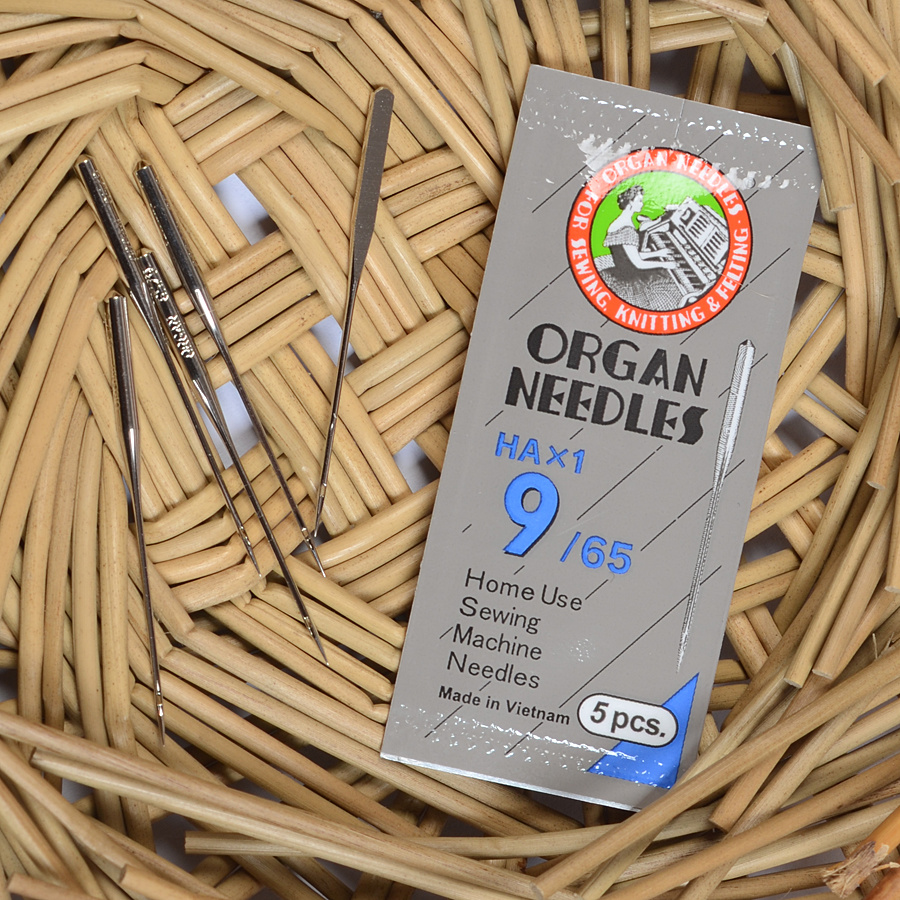 ORGAN NEEDLES ·
FOR SEWING, KNITTING & FELTING
ORGAN
NEEDLES
HA×1
9 /65
Home Use
Sewing
Machine
Needles
Made in Vietnam
5 pcs.
ORGAN